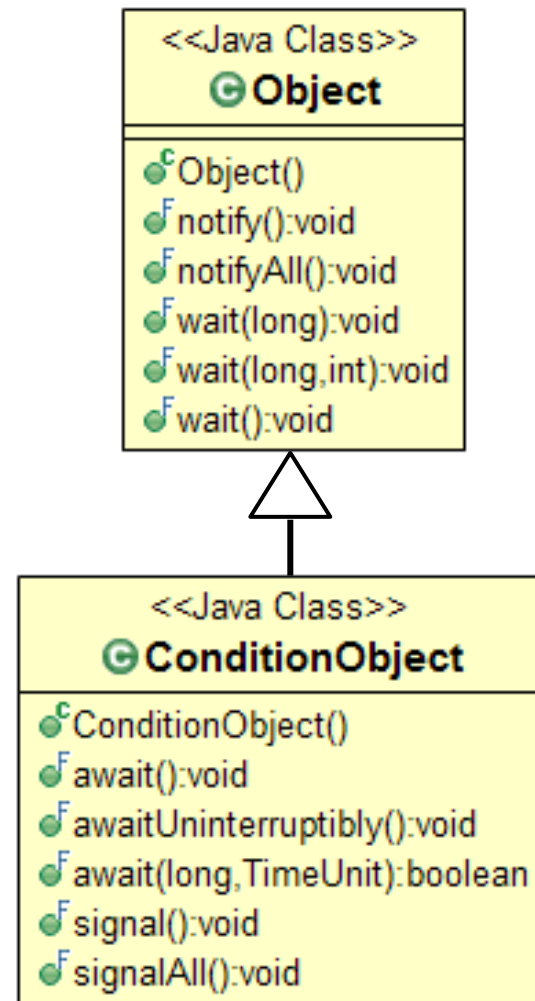 <<Java Class>>
C Object
C Object()
F notify():void
F notifyAll():void
F wait(long):void
F wait(long,int):void
F wait():void
<<Java Class>>
C ConditionObject
C ConditionObject()
F await():void
F awaitUninterruptibly():void
F await(long,TimeUnit):boolean
F signal():void
F signalAll():void